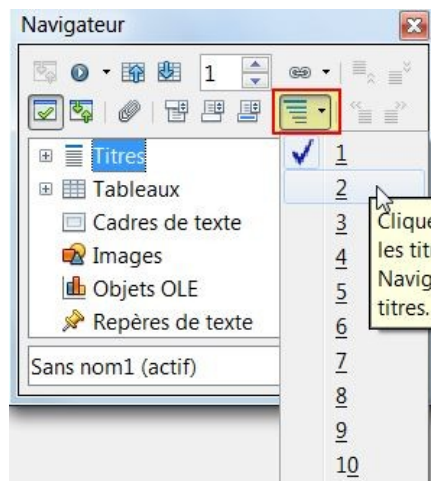 Navigateur
1
Titres
Tableaux
Cadres de texte
Images
Objets OLE
Repères de texte
Sans nom1 (actif)
1
2
3
4
5
6
7
8
9
10
Clique
les tit
Navig
titres.